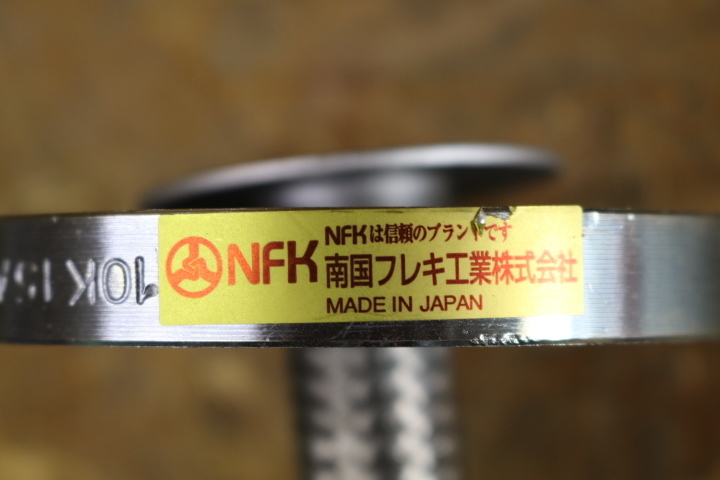 NFK
NFKは信頼のブランドです
南国フレキ工業株式会社
MADE IN JAPAN
10K